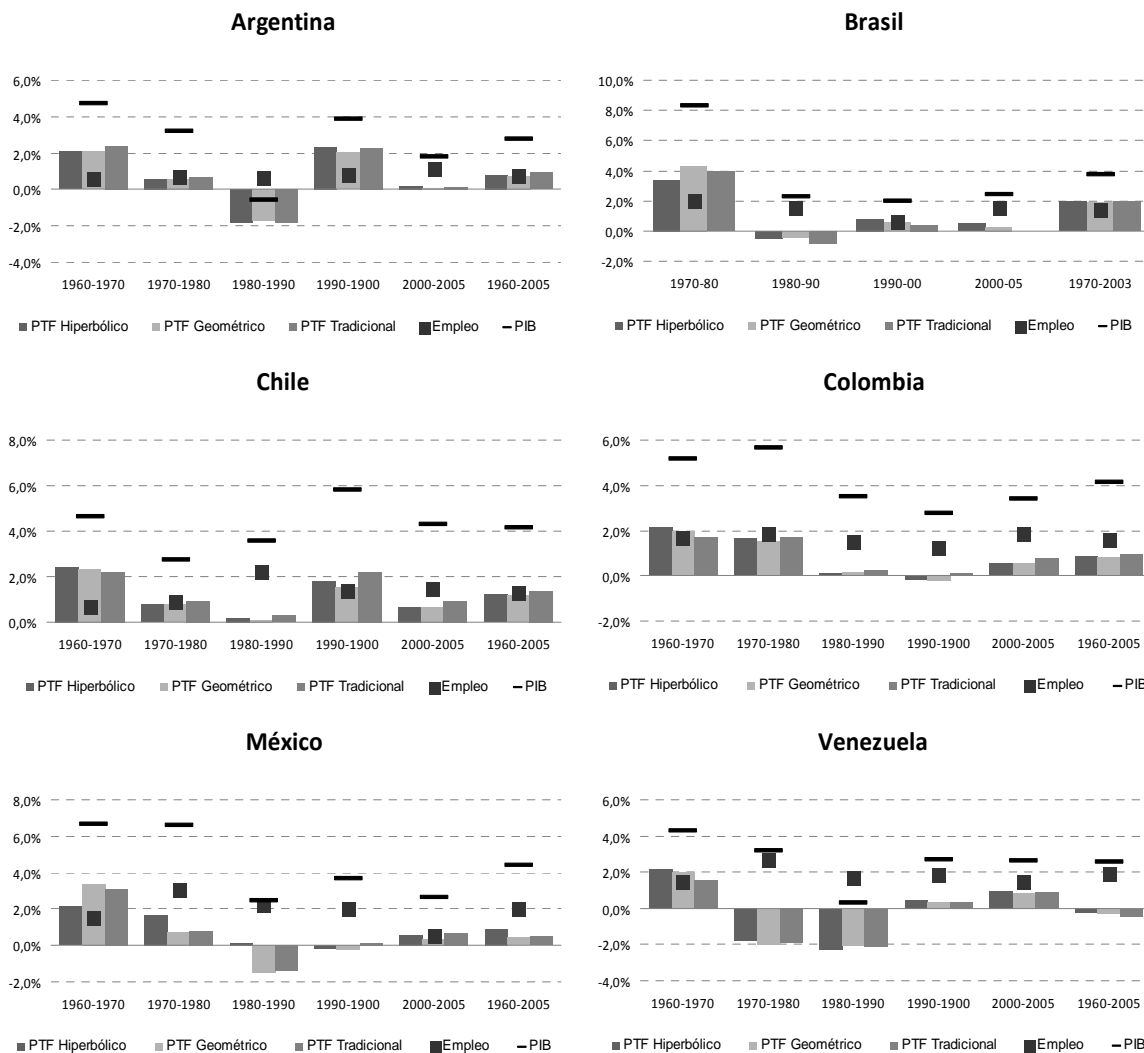 Argentina
6,0%
4,0%
2,0%
0,0%
-2,0%
-4,0%
1960-1970 1970-1980 1980-1990 1990-1900 2000-2005 1960-2005
PTF Hiperbólico PTF Geométrico PTF Tradicional Empleo PIB
Brasil
10,0%
8,0%
6,0%
4,0%
2,0%
0,0%
-2,0%
1970-80 1980-90 1990-00 2000-05 1970-2003
PTF Hiperbólico PTF Geométrico PTF Tradicional Empleo PIB
Chile
8,0%
6,0%
4,0%
2,0%
0,0%
1960-1970 1970-1980 1980-1990 1990-1900 2000-2005 1960-2005
PTF Hiperbólico PTF Geométrico PTF Tradicional Empleo PIB
Colombia
6,0%
4,0%
2,0%
0,0%
-2,0%
1960-1970 1970-1980 1980-1990 1990-1900 2000-2005 1960-2005
PTF Hiperbólico PTF Geométrico PTF Tradicional Empleo PIB
México
8,0%
6,0%
4,0%
2,0%
0,0%
-2,0%
1960-1970 1970-1980 1980-1990 1990-1900 2000-2005 1960-2005
PTF Hiperbólico PTF Geométrico PTF Tradicional Empleo PIB
Venezuela
6,0%
4,0%
2,0%
0,0%
-2,0%
-4,0%
1960-1970 1970-1980 1980-1990 1990-1900 2000-2005 1960-2005
PTF Hiperbólico PTF Geométrico PTF Tradicional Empleo PIB